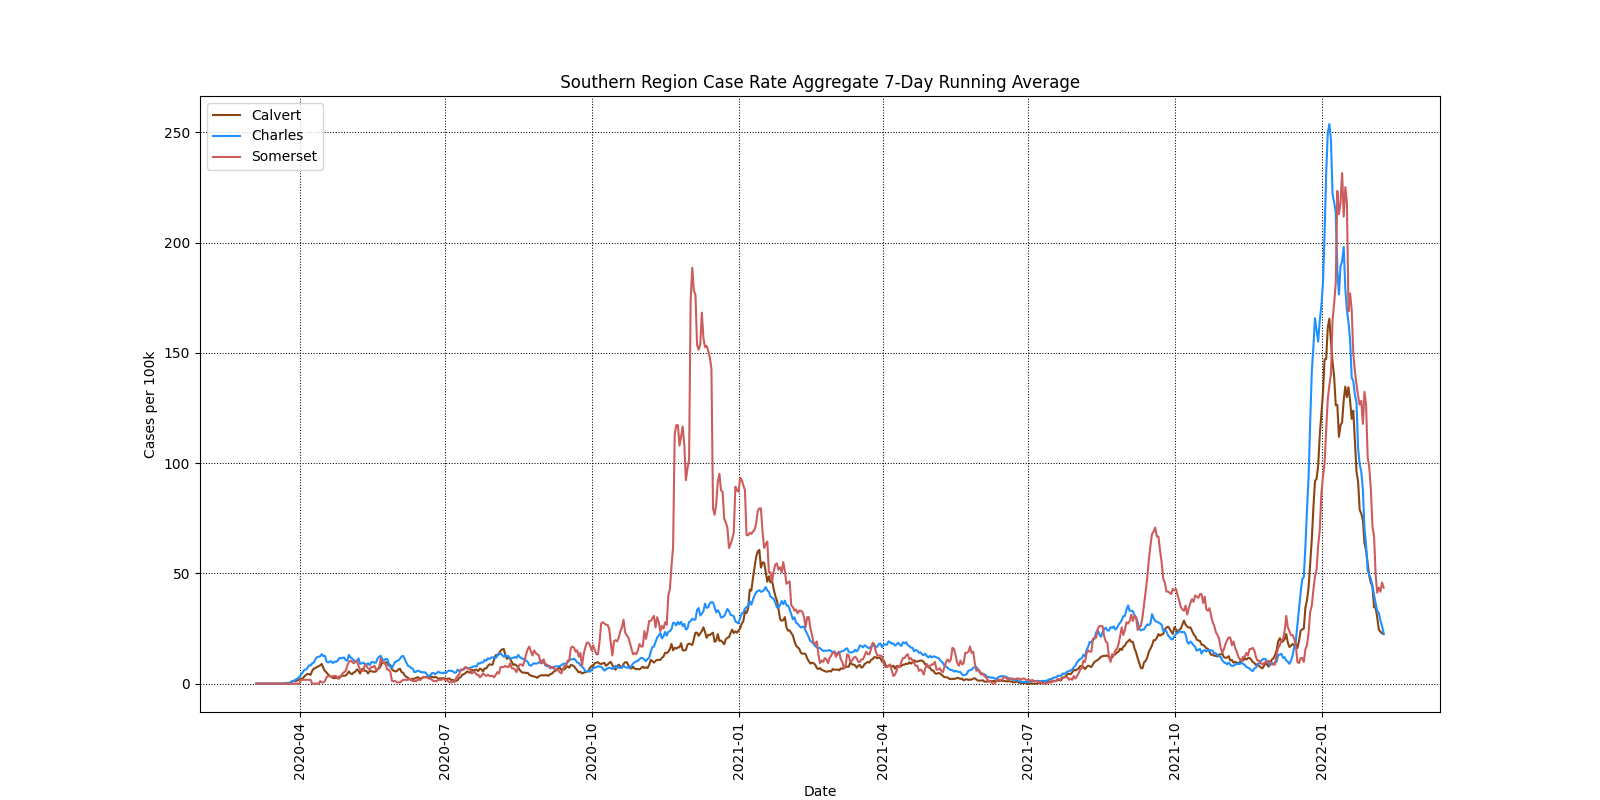 Southern Region Case Rate Aggregate 7-Day Running Average
Calvert
Charles
Somerset
Cases per 100k
250
200
150
100
50
0
2020-04
2020-07
2020-10
2021-01
2021-04
2021-07
2021-10
2022-01
Date